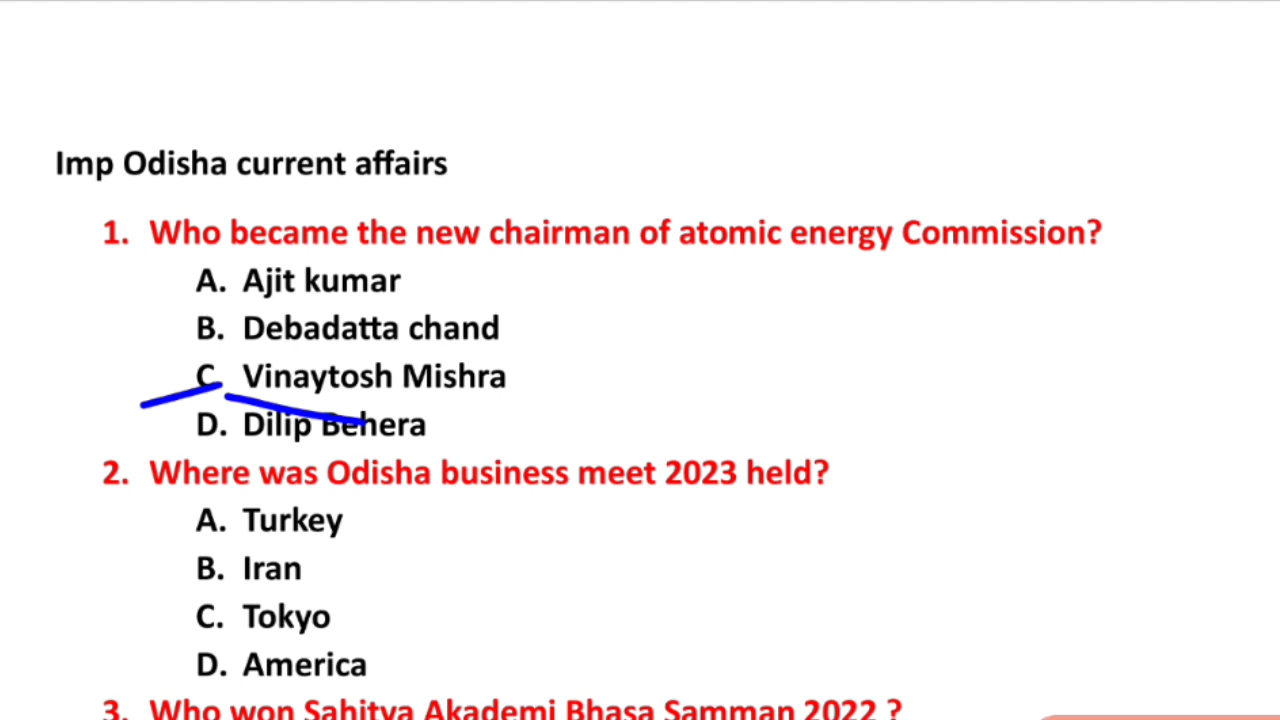 Imp Odisha current affairs
1. Who became the new chairman of atomic energy Commission?
A. Ajit kumar
B. Debadatta chand
C. Vinaytosh Mishra
D. Dilip Behera
2. Where was Odisha business meet 2023 held?
A. Turkey
B. Iran
C. Tokyo
D. America
3. Who won Sahitya Akademi Bhasa Samman 2022 ?